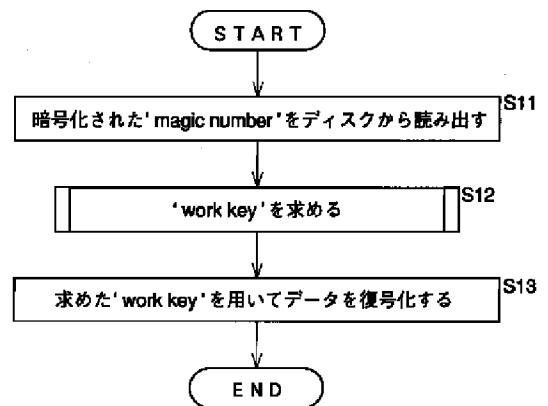 START
暗号化された'magic number'をディスクから読み出す
S11
'work key'を求める
S12
求めた'work key'を用いてデータを復号化する
S13
END